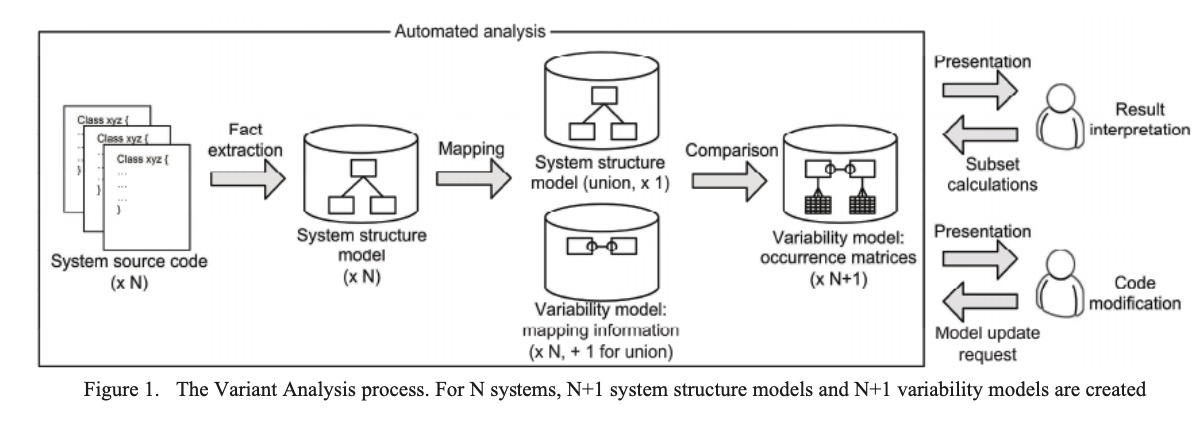 Automated analysis
Class xyz {
...
}
Class xyz {
...
}
Class xyz {
...
...
}
System source code
(x N)
Fact
extraction
System structure
model
(x N)
Mapping
System structure
model (union, x 1)
Variability model:
mapping information
(x N, + 1 for union)
Comparison
Variability model:
occurrence matrices
(x N+1)
Presentation
Subset
calculations
Result
interpretation
Presentation
Model update
request
Code
modification
Figure 1. The Variant Analysis process. For N systems, N+1 system structure models and N+1 variability models are created